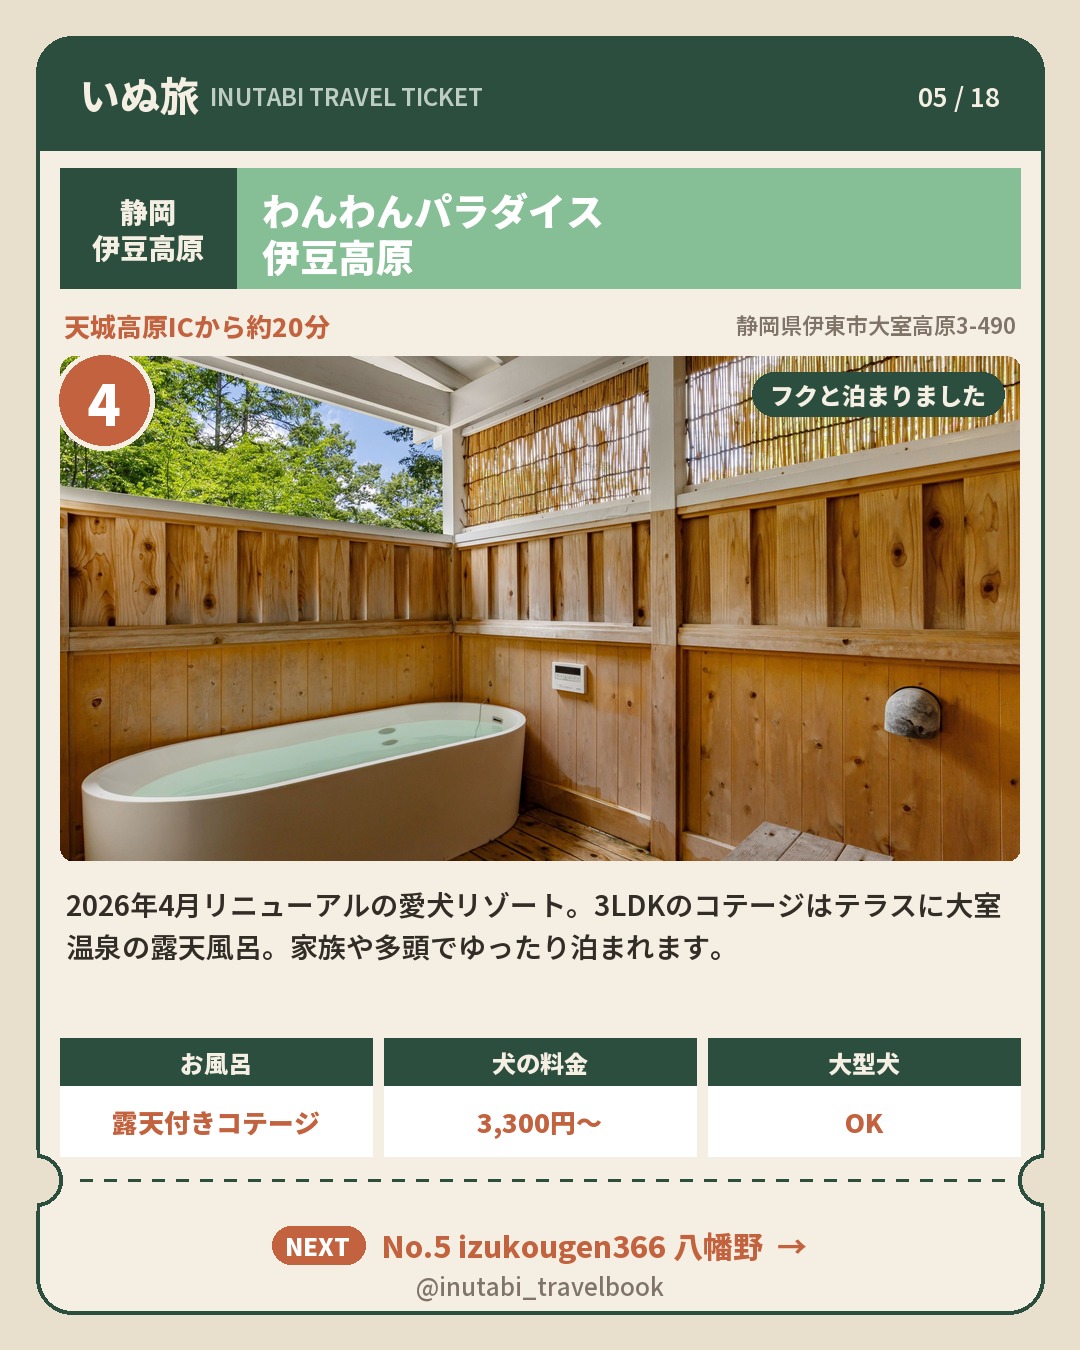 いぬ旅 INUTABI TRAVEL TICKET 05 / 18
静岡
伊豆高原
わんわんパラダイス
伊豆高原
天城高原ICから約20分
静岡県伊東市大室高原3-490
4
フクと泊まりました
2026年4月リニューアルの愛犬リゾート。3LDKのコテージはテラスに大室
温泉の露天風呂。家族や多頭でゆったり泊まれます。
お風呂
露天付きコテージ
犬の料金
3,300円〜
大型犬
OK
NEXT No.5 izukougen366 八幡野 →
@inutabi_travelbook